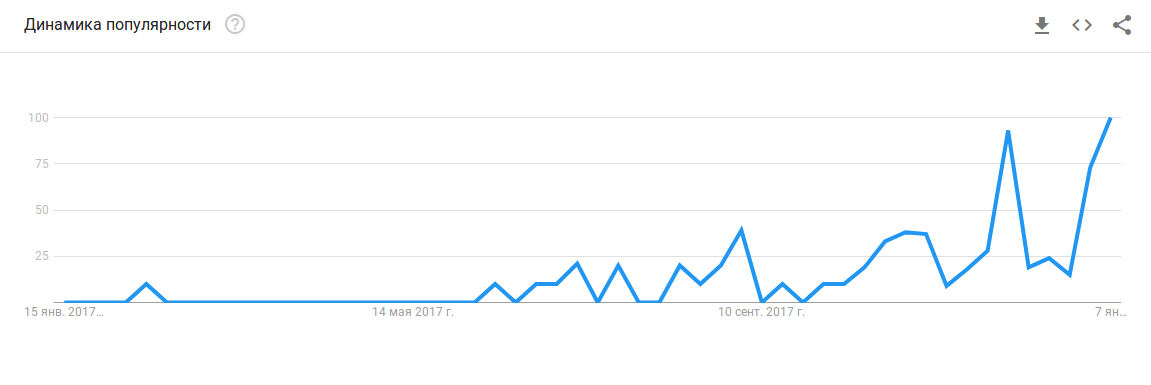 Динамика популярности ?
100
75
50
25
15 янв. 2017…
14 мая 2017 г.
10 сент. 2017 г.
7 ян…